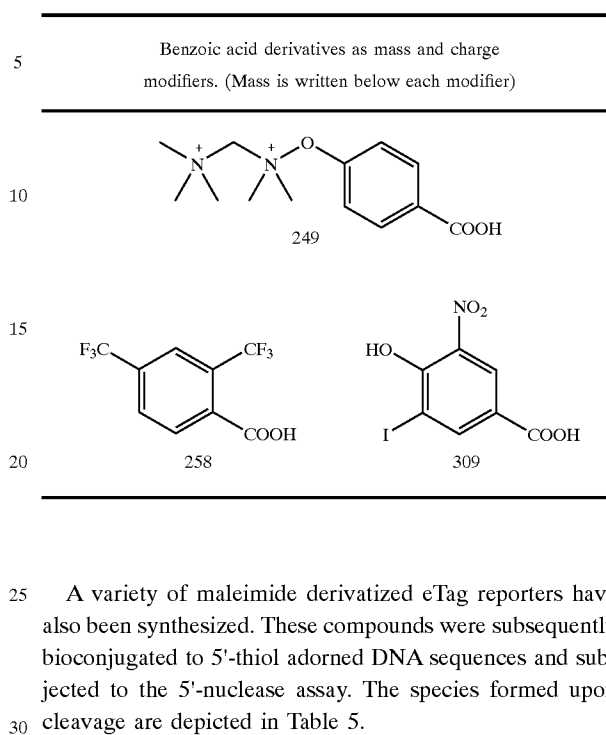 5
Benzoic acid derivatives as mass and charge
modifiers. (Mass is written below each modifier)
+ +
N N O
10
COOH
249
15
NO2
F3C CF3 HO
COOH I COOH
20
258 309
25 A variety of maleimide derivatized eTag reporters hav
also been synthesized. These compounds were subsequentl
bioconjugated to 5'-thiol adorned DNA sequences and sub
jected to the 5'-nuclease assay. The species formed upo
30 cleavage are depicted in Table 5.